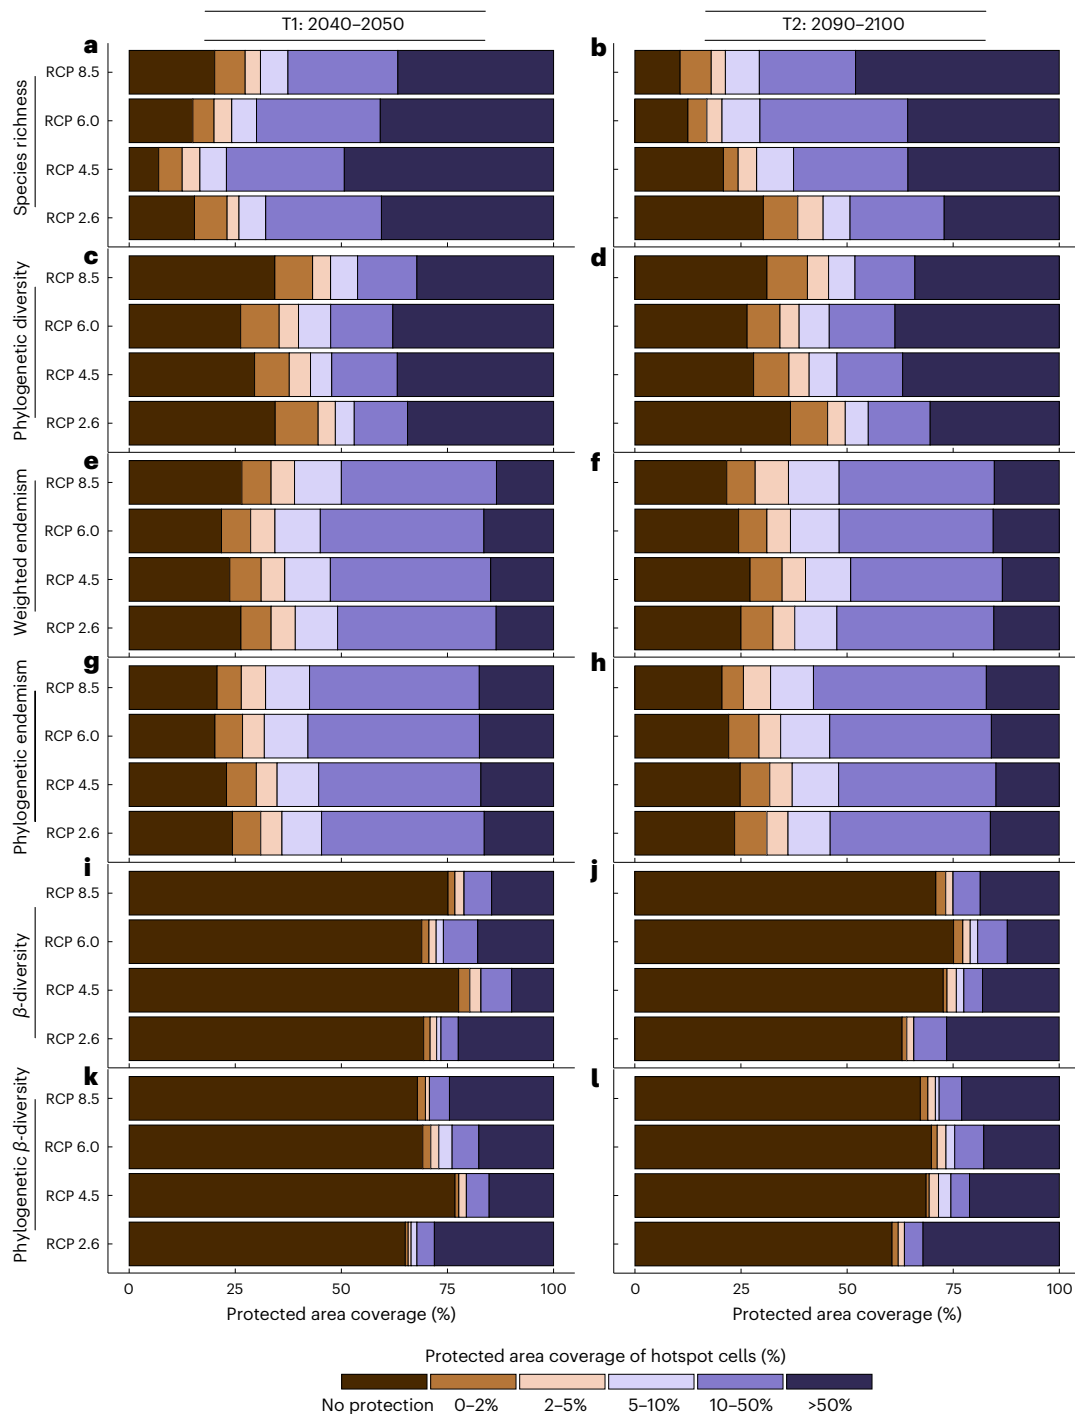 T1: 2040–2050
T2: 2090–2100
a
b
Species richness
RCP 8.5
RCP 6.0
RCP 4.5
RCP 2.6
c
d
Phylogenetic diversity
RCP 8.5
RCP 6.0
RCP 4.5
RCP 2.6
e
f
Weighted endemism
RCP 8.5
RCP 6.0
RCP 4.5
RCP 2.6
g
h
Phylogenetic endemism
RCP 8.5
RCP 6.0
RCP 4.5
RCP 2.6
i
j
β-diversity
RCP 8.5
RCP 6.0
RCP 4.5
RCP 2.6
k
l
Phylogenetic β-diversity
RCP 8.5
RCP 6.0
RCP 4.5
RCP 2.6
0 25 50 75 100
0 25 50 75 100
Protected area coverage (%)
Protected area coverage (%)
Protected area coverage of hotspot cells (%)
No protection 0–2% 2–5% 5–10% 10–50% >50%